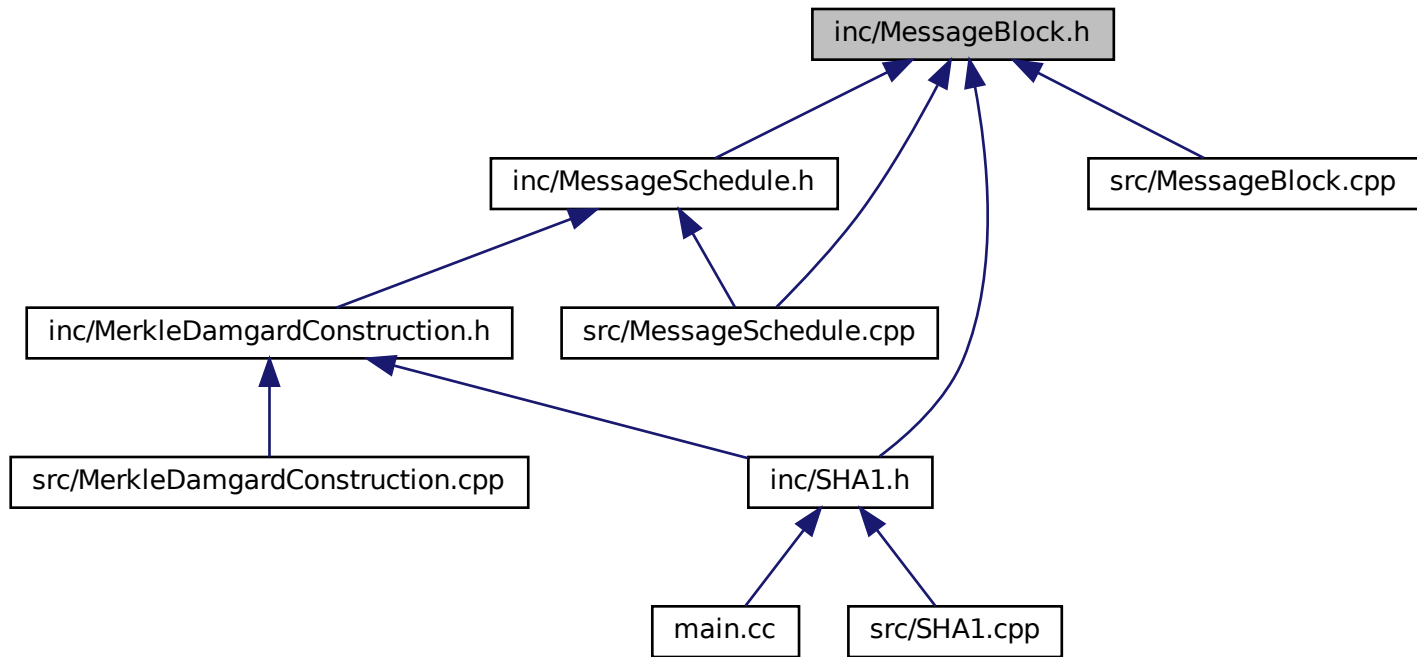 inc/MessageBlock.h
inc/MessageSchedule.h
src/MessageBlock.cpp
inc/MerkleDamgardConstruction.h
src/MessageSchedule.cpp
src/MerkleDamgardConstruction.cpp
inc/SHA1.h
main.cc
src/SHA1.cpp